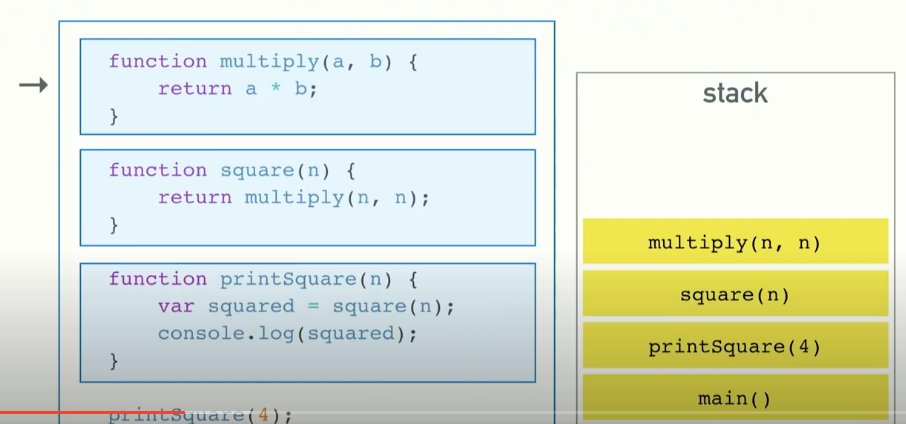 function multiply(a, b) {
return a * b;
}
function square(n) {
return multiply(n, n);
}
function printSquare(n) {
var squared = square(n);
console.log(squared);
}
printSquare(4);
stack
multiply(n, n)
square(n)
printSquare(4)
main()